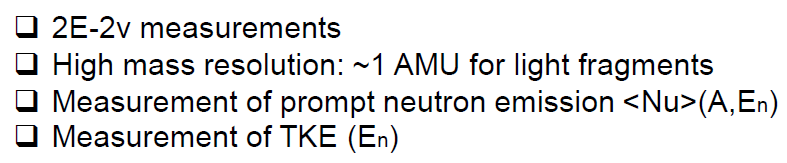 ❑ 2E-2v measurements
❑ High mass resolution: ~1 AMU for light fragments
❑ Measurement of prompt neutron emission <Nu>(A,En)
❑ Measurement of TKE (En)